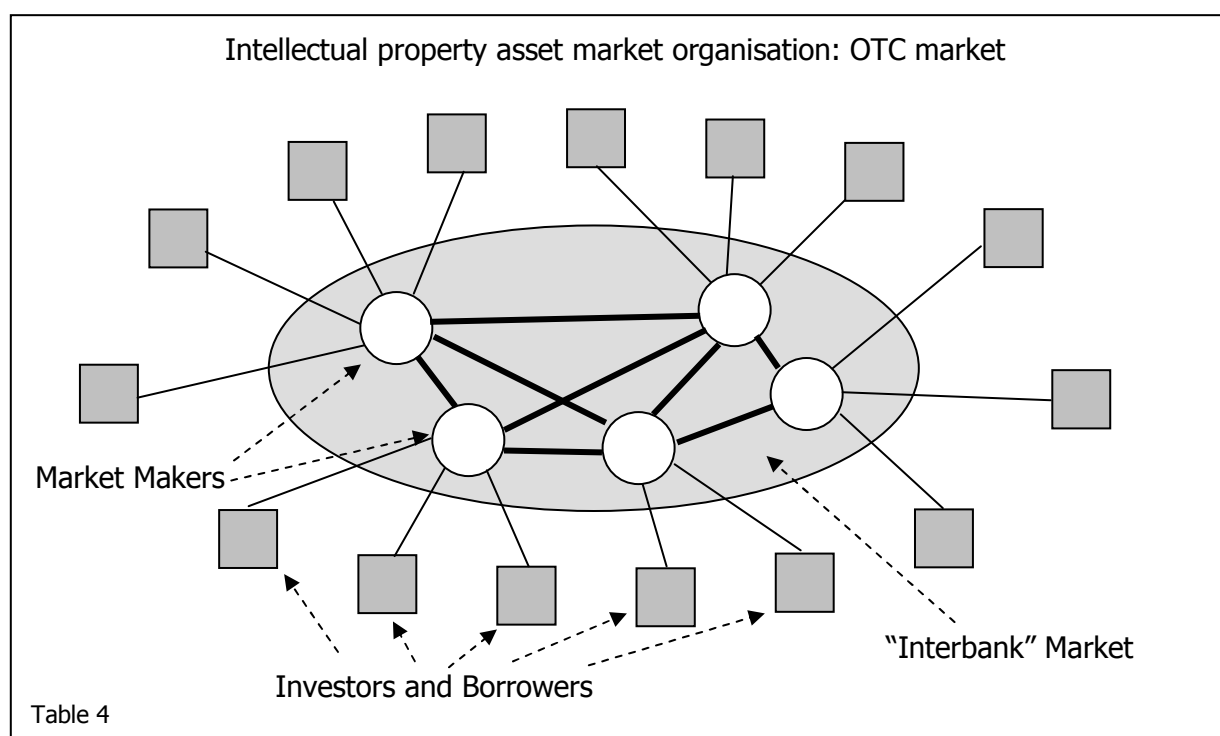 Intellectual property asset market organisation: OTC market
Market Makers
“Interbank” Market
Investors and Borrowers
Table 4